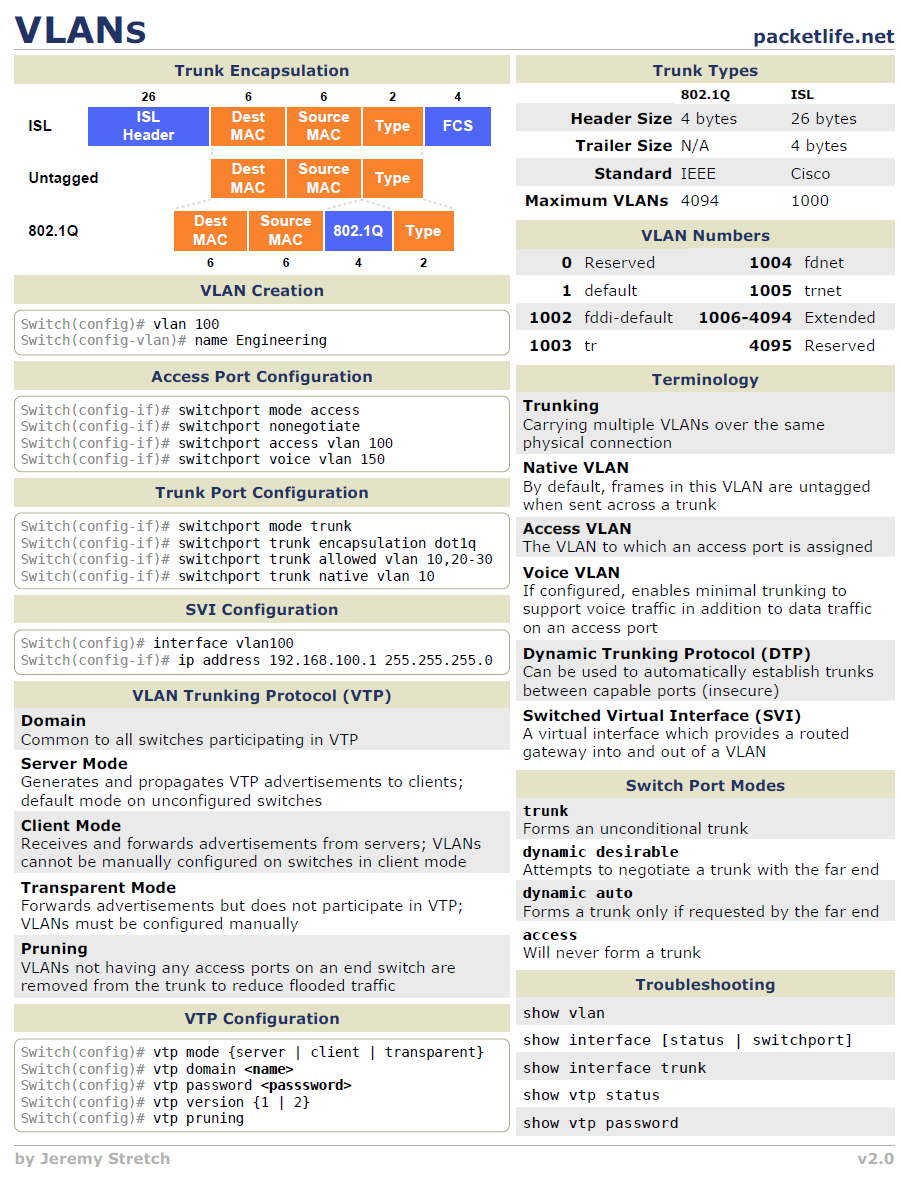 VLANs
packetlife.net
Trunk Encapsulation
26 6 6 2 4
ISL ISL Header Dest MAC Source MAC Type FCS
Untagged Dest MAC Source MAC Type
802.1Q Dest MAC Source MAC 802.1Q Type
6 6 4 2
VLAN Creation
Switch(config)# vlan 100
Switch(config-vlan)# name Engineering
Access Port Configuration
Switch(config-if)# switchport mode access
Switch(config-if)# switchport nonegotiate
Switch(config-if)# switchport access vlan 100
Switch(config-if)# switchport voice vlan 150
Trunk Port Configuration
Switch(config-if)# switchport mode trunk
Switch(config-if)# switchport trunk encapsulation dot1q
Switch(config-if)# switchport trunk allowed vlan 10,20-30
Switch(config-if)# switchport trunk native vlan 10
SVI Configuration
Switch(config)# interface vlan100
Switch(config-if)# ip address 192.168.100.1 255.255.255.0
VLAN Trunking Protocol (VTP)
Domain
Common to all switches participating in VTP
Server Mode
Generates and propagates VTP advertisements to clients;
default mode on unconfigured switches
Client Mode
Receives and forwards advertisements from servers; VLANs
cannot be manually configured on switches in client mode
Transparent Mode
Forwards advertisements but does not participate in VTP;
VLANs must be configured manually
Pruning
VLANs not having any access ports on an end switch are
removed from the trunk to reduce flooded traffic
VTP Configuration
Switch(config)# vtp mode {server | client | transparent}
Switch(config)# vtp domain <name>
Switch(config)# vtp password <passsword>
Switch(config)# vtp version {1 | 2}
Switch(config)# vtp pruning
Trunk Types
802.1Q ISL
Header Size 4 bytes 26 bytes
Trailer Size N/A 4 bytes
Standard IEEE Cisco
Maximum VLANs 4094 1000
VLAN Numbers
0 Reserved 1004 fdnet
1 default 1005 trnet
1002 fddi-default 1006-4094 Extended
1003 tr 4095 Reserved
Terminology
Trunking
Carrying multiple VLANs over the same
physical connection
Native VLAN
By default, frames in this VLAN are untagged
when sent across a trunk
Access VLAN
The VLAN to which an access port is assigned
Voice VLAN
If configured, enables minimal trunking to
support voice traffic in addition to data traffic
on an access port
Dynamic Trunking Protocol (DTP)
Can be used to automatically establish trunks
between capable ports (insecure)
Switched Virtual Interface (SVI)
A virtual interface which provides a routed
gateway into and out of a VLAN
Switch Port Modes
trunk
Forms an unconditional trunk
dynamic desirable
Attempts to negotiate a trunk with the far end
dynamic auto
Forms a trunk only if requested by the far end
access
Will never form a trunk
Troubleshooting
show vlan
show interface [status | switchport]
show interface trunk
show vtp status
show vtp password
by Jeremy Stretch
v2.0